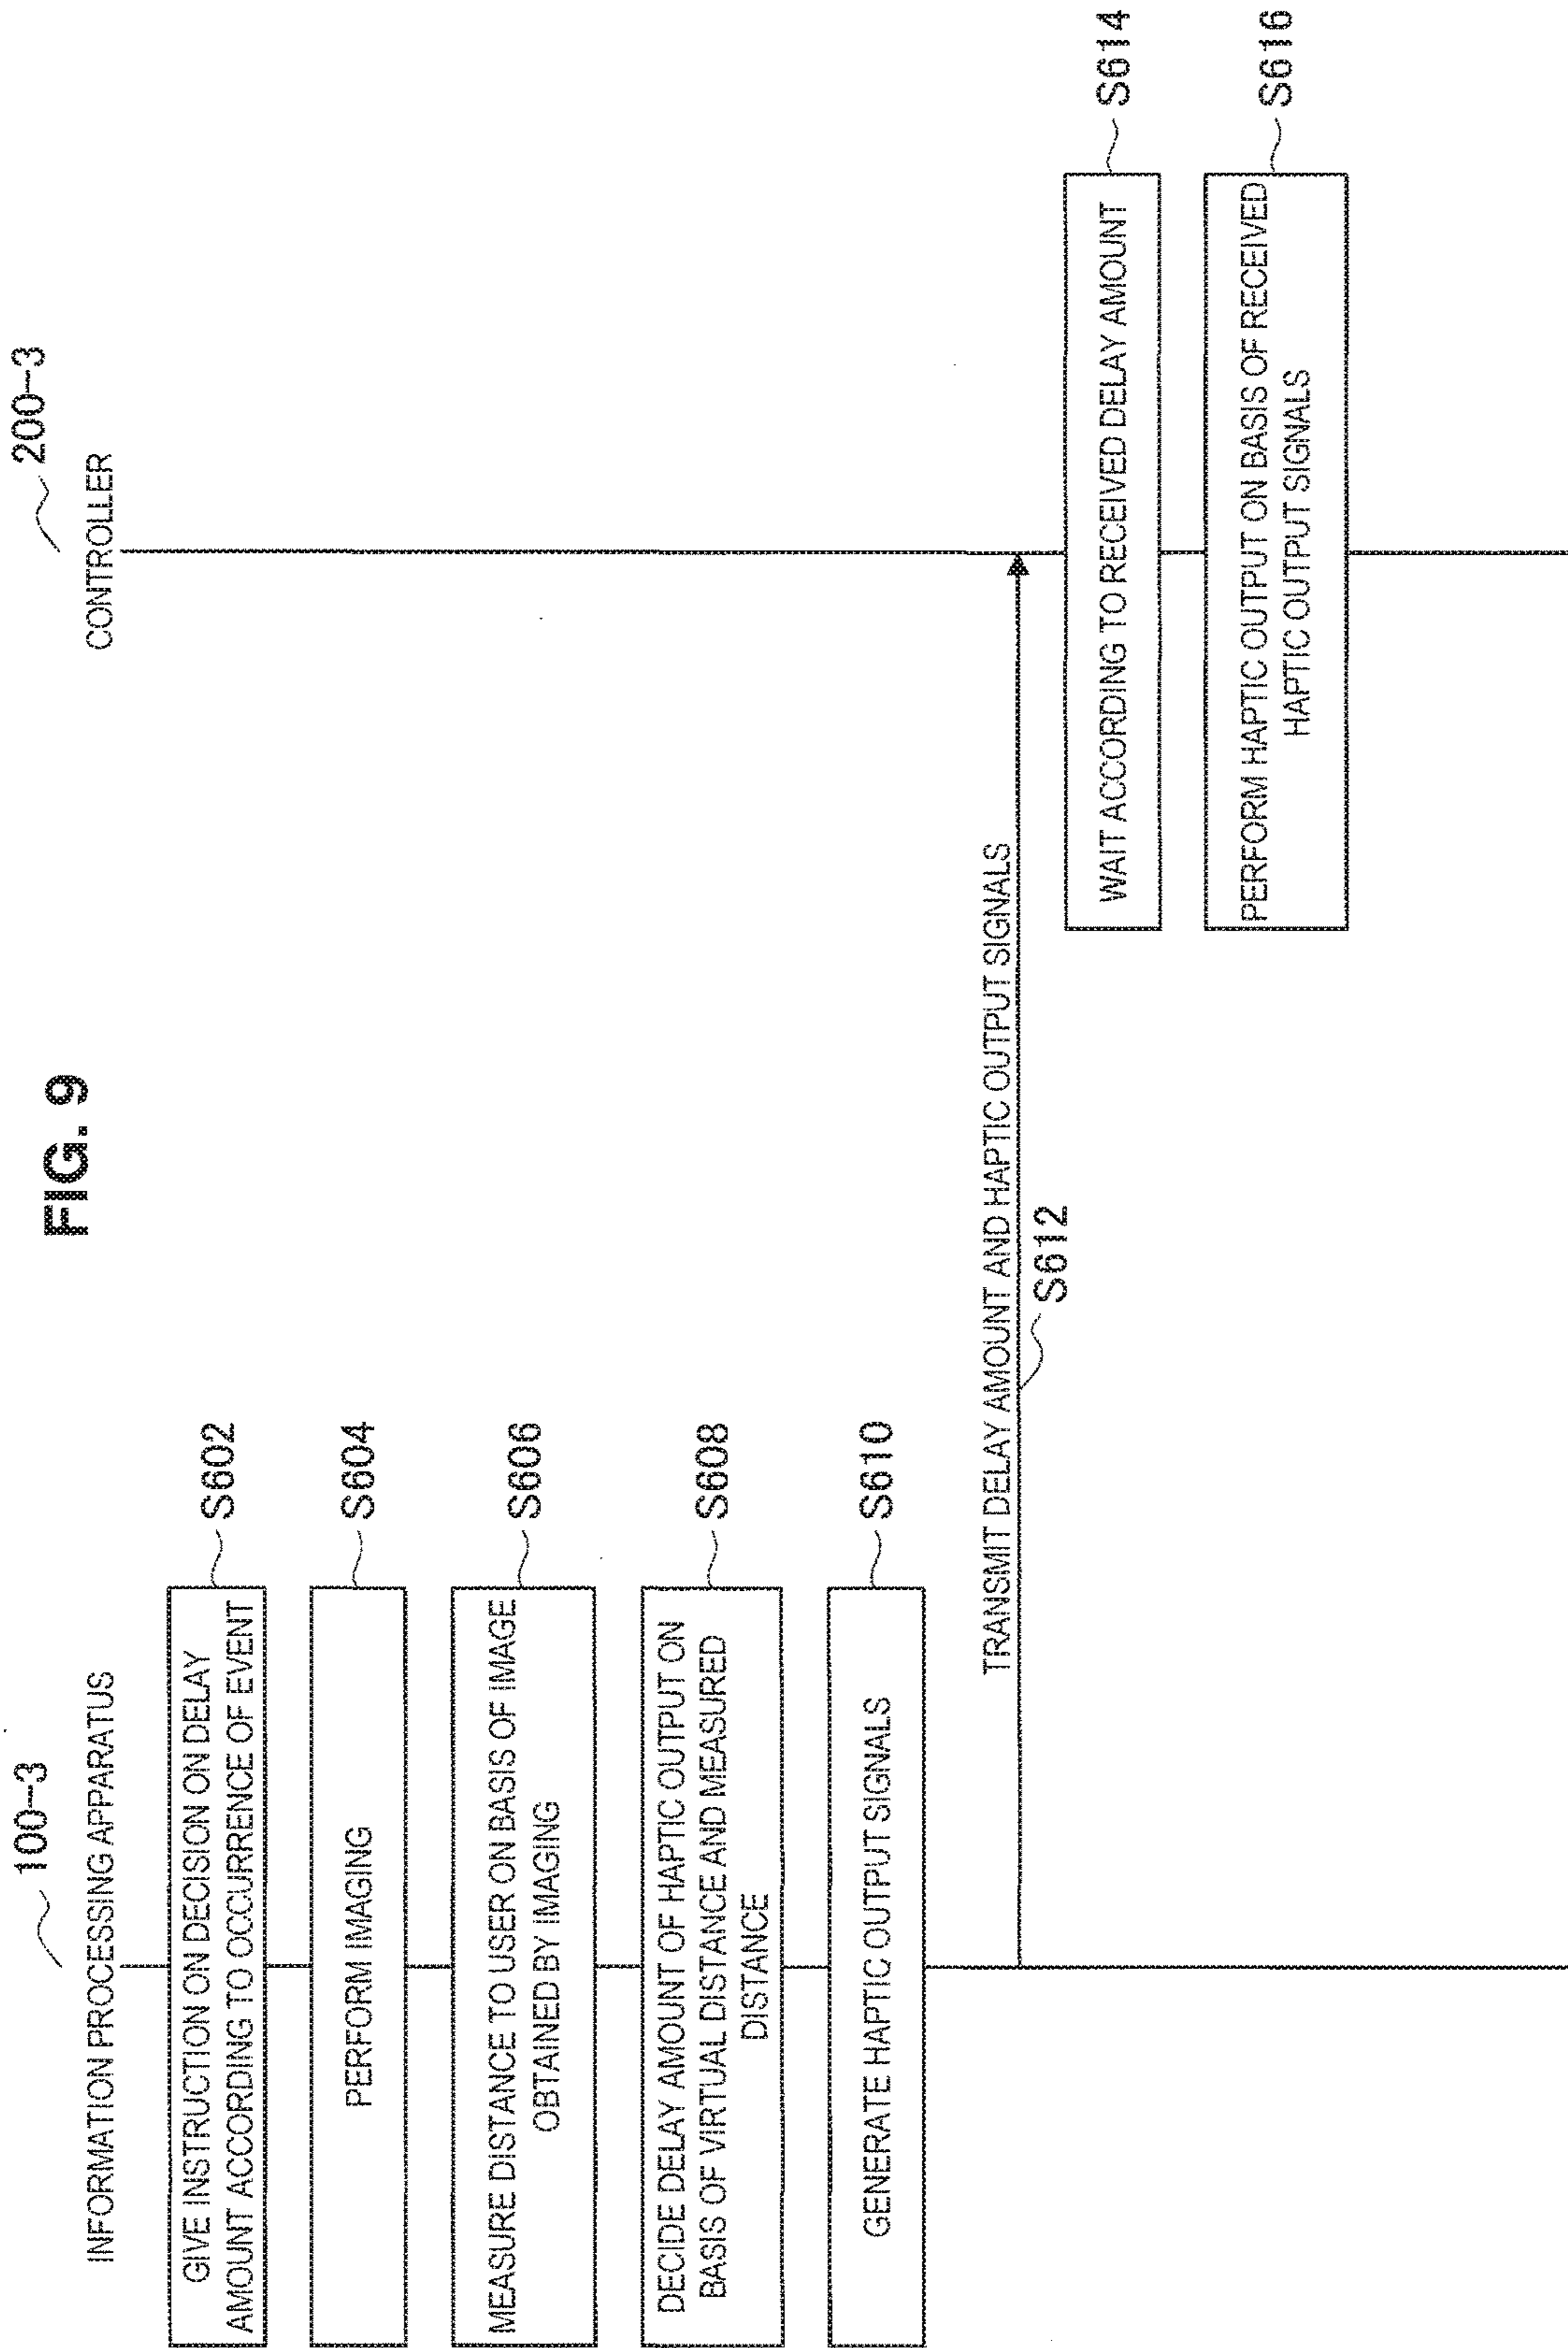 FIG. 9
100-3
INFORMATION PROCESSING APPARATUS
200-3
CONTROLLER
GIVE INSTRUCTION ON DECISION ON DELAY
AMOUNT ACCORDING TO OCCURRENCE OF EVENT
S602
PERFORM IMAGING
S604
MEASURE DISTANCE TO USER ON BASIS OF IMAGE
OBTAINED BY IMAGING
S606
DECIDE DELAY AMOUNT OF HAPTIC OUTPUT ON
BASIS OF VIRTUAL DISTANCE AND MEASURED
DISTANCE
S608
GENERATE HAPTIC OUTPUT SIGNALS
S610
TRANSMIT DELAY AMOUNT AND HAPTIC OUTPUT SIGNALS
S612
WAIT ACCORDING TO RECEIVED DELAY AMOUNT
S614
PERFORM HAPTIC OUTPUT ON BASIS OF RECEIVED
HAPTIC OUTPUT SIGNALS
S616